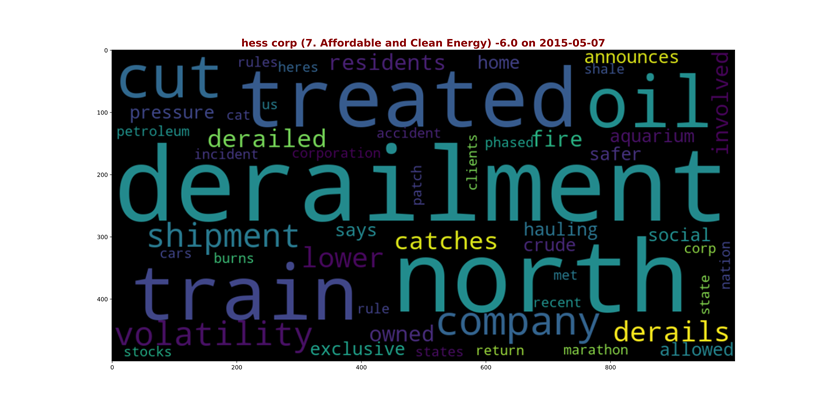 hess corp (7. Affordable and Clean Energy) -6.0 on 2015-05-07
0
100
200
300
400
0 200 400 600 800
cut
rules
heres
residents
home
announces
shale
involved
treated
oil
us
cat
pressure
petroleum
derailed
accident
phased
fire
aquarium
safer
incident
corporation
patch
clients
derailment
shipment
says
catches
hauling
crude
social
corp
nation
cars
burns
lower
north
met
train
rule
recent
state
volatility
owned
company
derails
stocks
exclusive
states
return
marathon
allowed